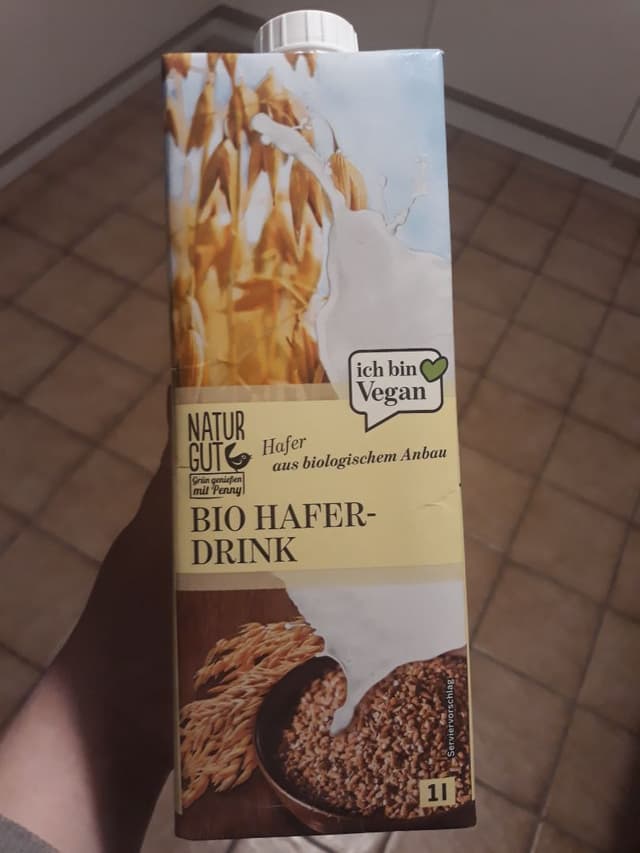 ich bin
Vegan
NATUR
GUT
Grün genießen
mit Penny
Hafer
aus biologischem Anbau
BIO HAFER-
DRINK
Serviervorschlag
1l